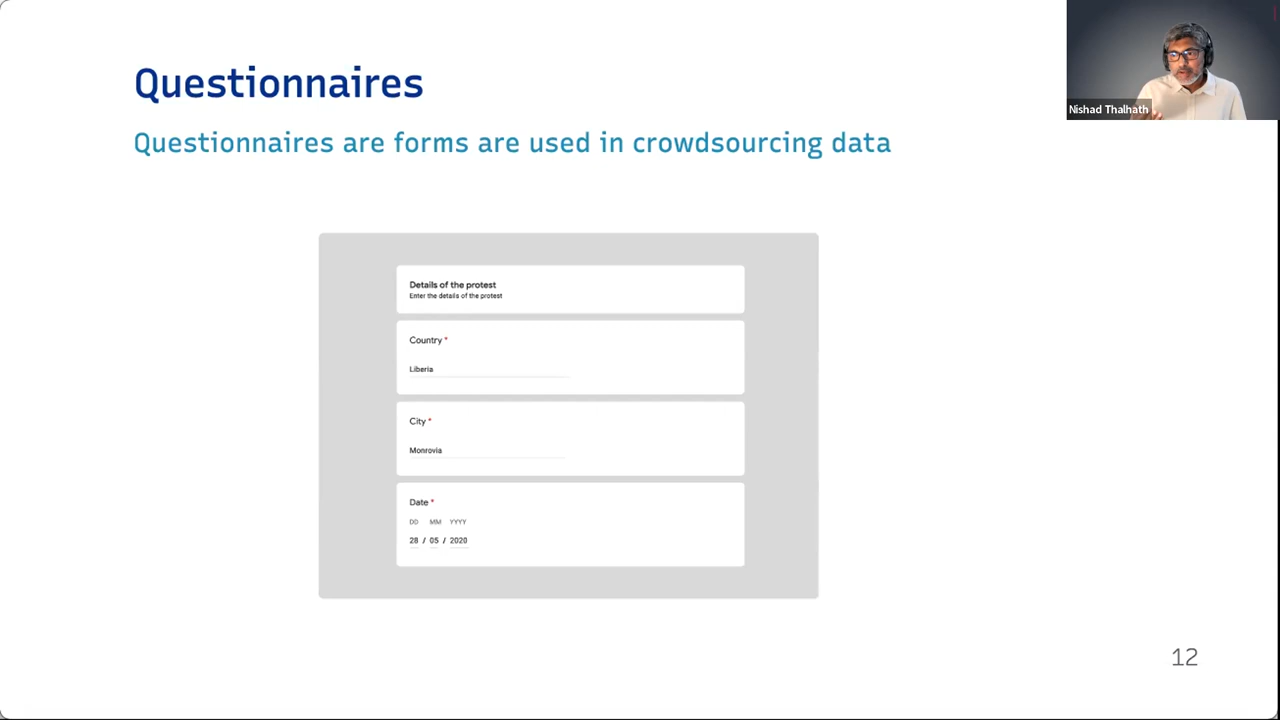 Questionnaires
Questionnaires are forms are used in crowdsourcing data
Nishad Thalhath
Details of the protest
Enter the details of the protest
Country *
Liberia
City *
Monrovia
Date *
DD MM YYYY
28 / 05 / 2020
12